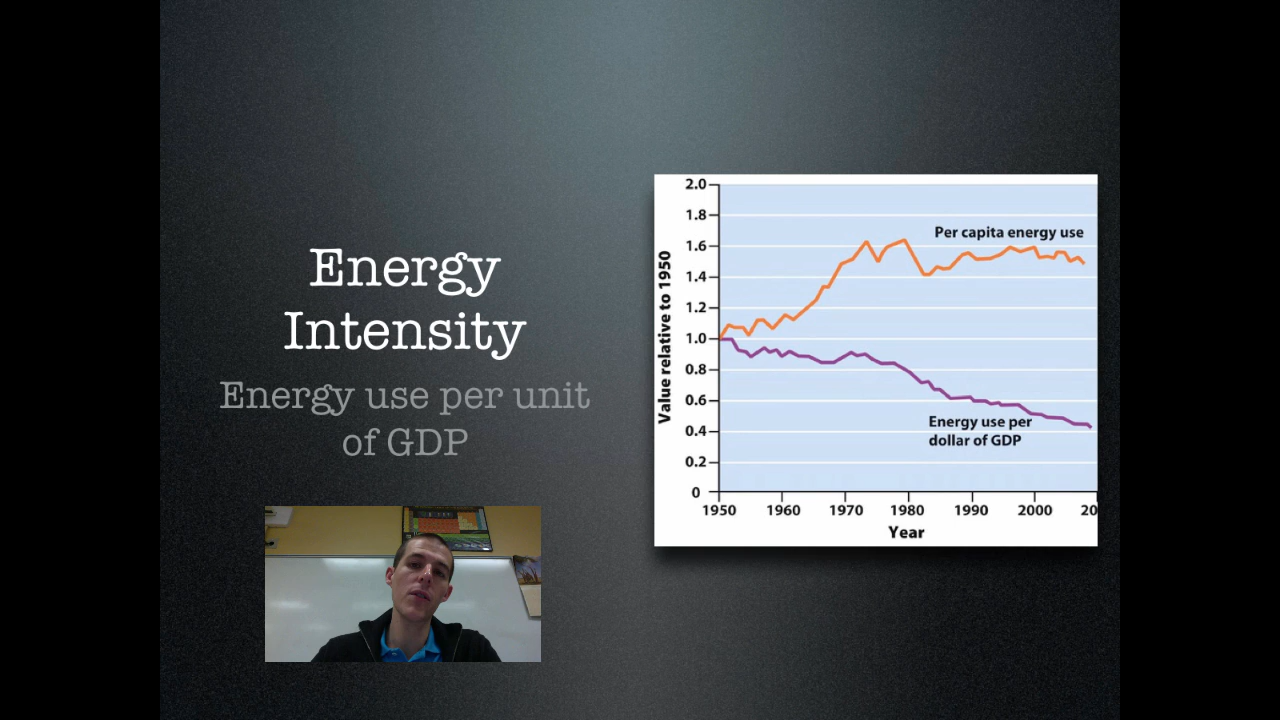 Energy
Intensity
Energy use per unit
of GDP
2.0
1.8
1.6
1.4
1.2
1.0
0.8
0.6
0.4
0.2
0
Value relative to 1950
Per capita energy use
Energy use per
dollar of GDP
1950 1960 1970 1980 1990 2000 20
Year